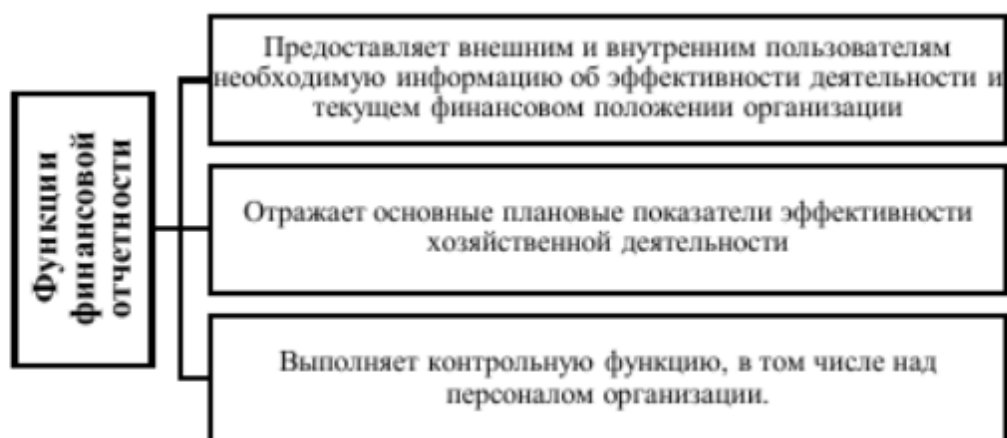 Функции
финансовой
отчетности
Предоставляет внешним и внутренним пользователям
необходимую информацию об эффективности деятельности и
текущем финансовом положении организации
Отражает основные плановые показатели эффективности
хозяйственной деятельности
Выполняет контрольную функцию, в том числе над
персоналом организации.